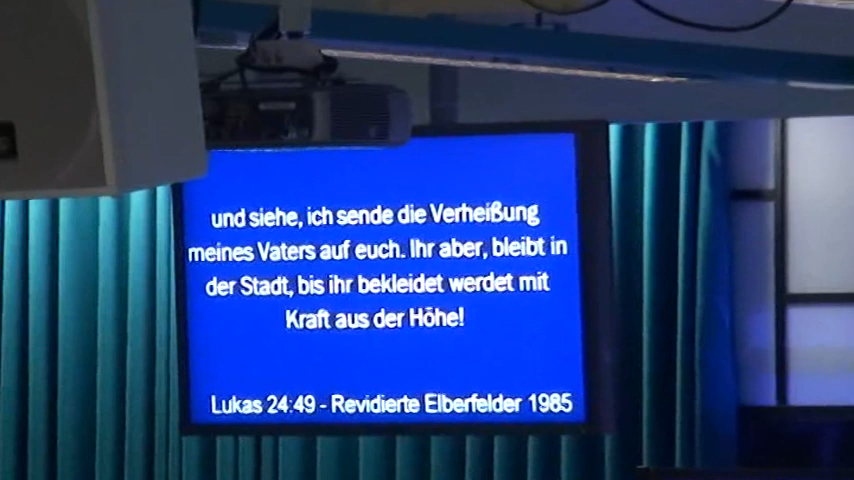 und siehe, ich sende die Verheißung
meines Vaters auf euch. Ihr aber, bleibt in
der Stadt, bis ihr bekleidet werdet mit
Kraft aus der Höhe!
Lukas 24:49 - Revidierte Elberfelder 1985